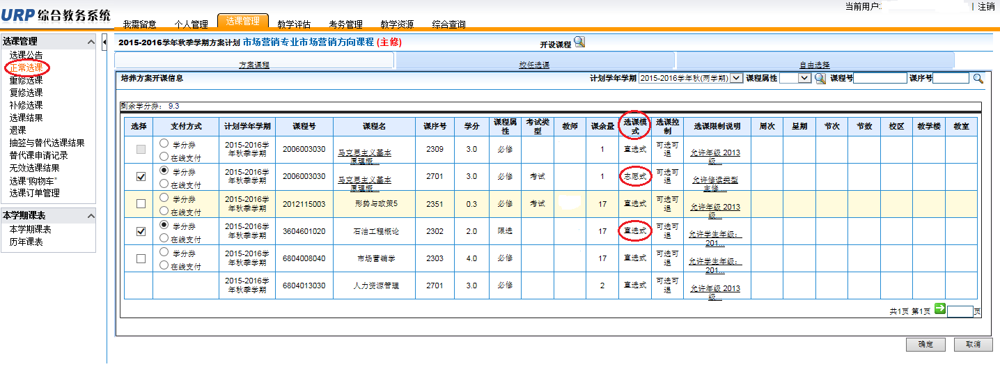 当前用户: | 注销
URP 综合教务系统
我需留意 个人管理 选课管理 教学评估 考务管理 教学资源 综合查询
选课管理
选课公告
正常选课
重修选课
复修选课
补修选课
选课结果
退课
抽签与替代选课结果
替代课申请记录
无效选课结果
选课"购物车"
选课订单管理
本学期课表
本学期课表
历年课表
2015-2016学年秋季学期方案计划 市场营销专业市场营销方向课程 (主修) 开设课程
方案课程 校任选课 自由选择
培养方案开课信息 计划学年学期 2015-2016学年秋(两学期) 课程属性 课程号 课序号
剩余学分券: 9.3
选择 支付方式 计划学年学期 课程号 课程名 课序号 学分 课程属性 考试类型 教师 课余量 选课模式 选课控制 选课限制说明 周次 星期 节次 节数 校区 教学楼 教室
学分券 在线支付 2015-2016学年秋季学期 2006003030 马克思主义基本原理概... 2309 3.0 必修 1 直选式 可选可退 允许年级 2013级...
学分券 在线支付 2015-2016学年秋季学期 2006003030 马克思主义基本原理概... 2701 3.0 必修 考试 1 志愿式 可选可退 允许修读类型主修...
学分券 在线支付 2015-2016学年秋季学期 2012115003 形势与政策5 2351 0.3 必修 考试 17 直选式 可选可退 允许年级 2013级...
学分券 在线支付 2015-2016学年秋季学期 3604601020 石油工程概论 2302 2.0 限选 17 直选式 可选可退 允许学生年级: 201...
学分券 在线支付 2015-2016学年秋季学期 6804008040 市场营销学 2303 4.0 必修 17 直选式 可选可退 允许学生年级: 201...
2015-2016学年秋季学期 6804013030 人力资源管理 2701 3.0 必修 2 直选式 可选可退 允许年级 2013级...
共1页 第1页 页
确定 取消